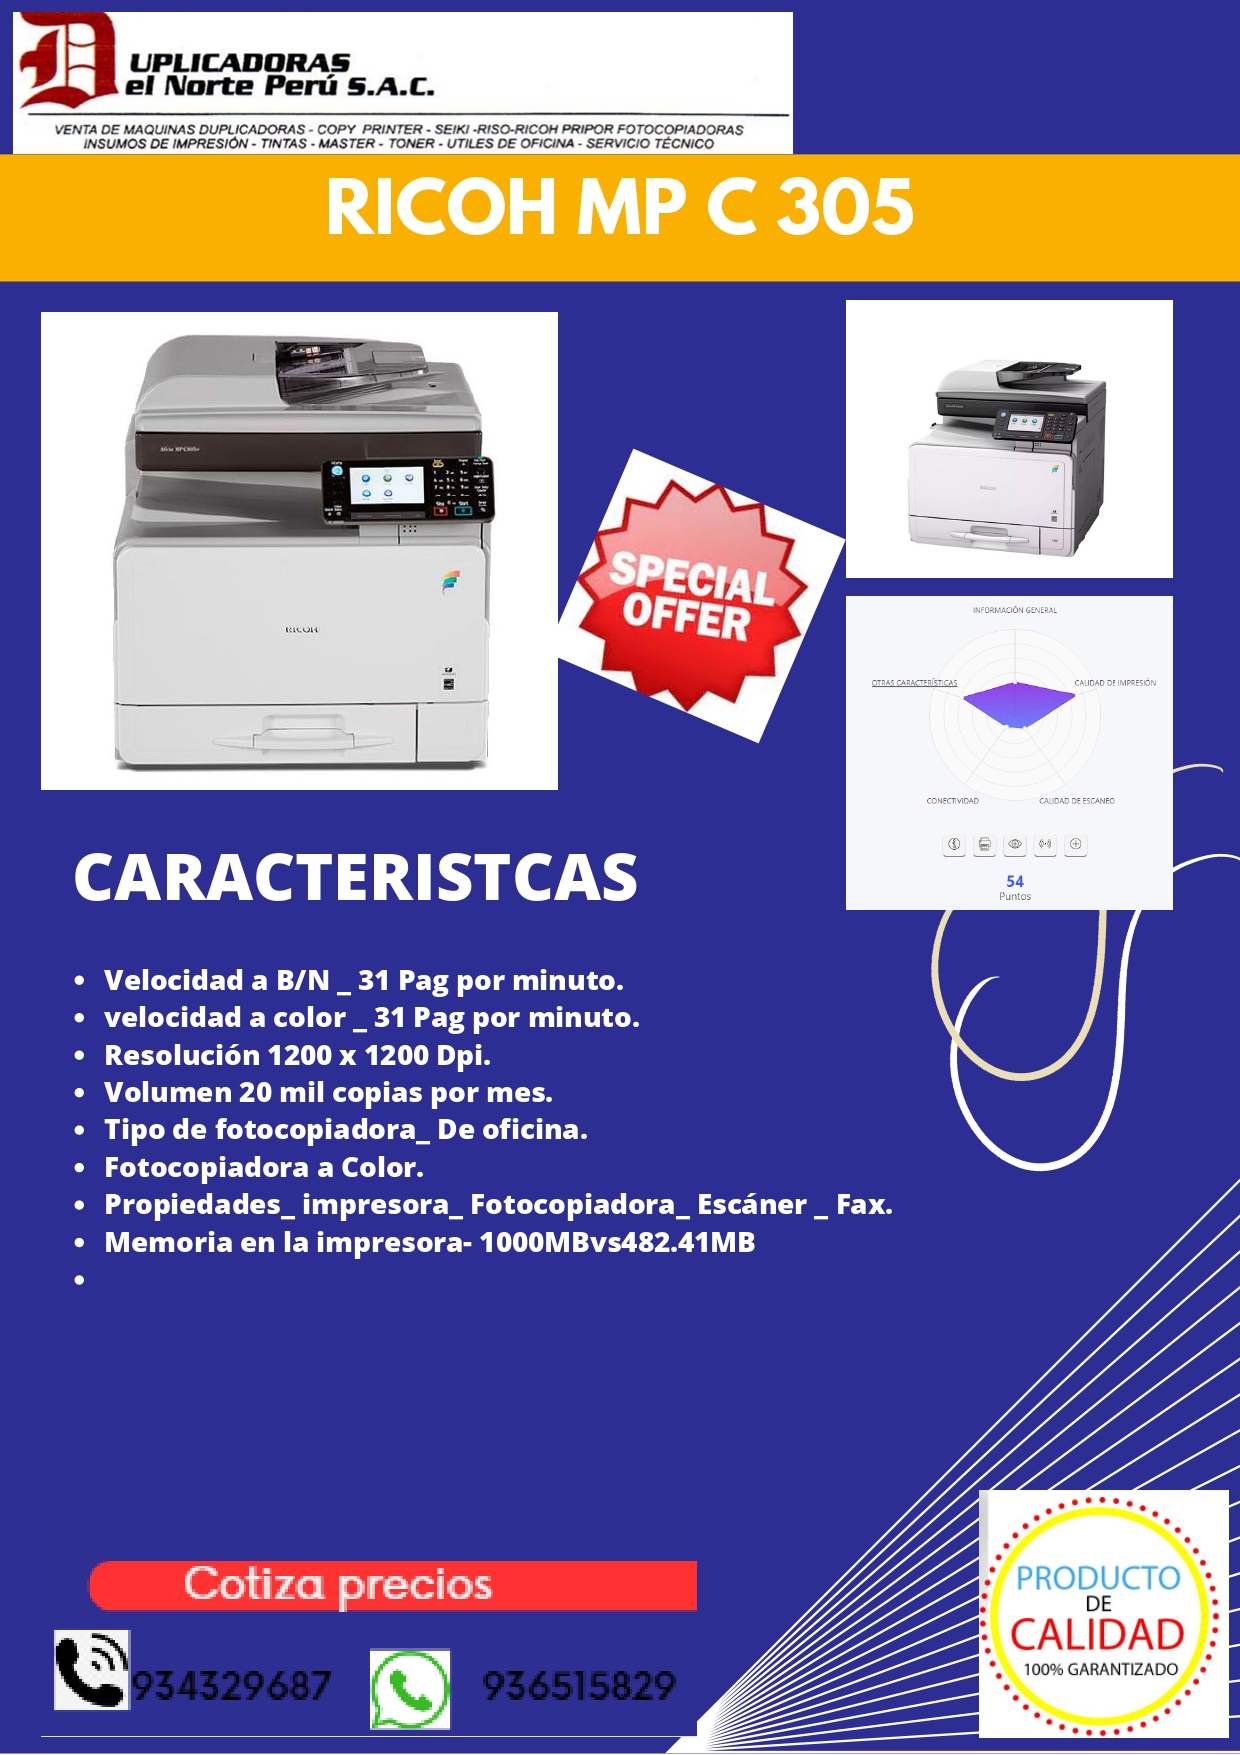 DUPLICADORAS
el Norte Perú S.A.C.
VENTA DE MAQUINAS DUPLICADORAS - COPY PRINTER - SEIKI -RISO-RICOH PRIPOR FOTOCOPIADORAS
INSUMOS DE IMPRESIÓN - TINTAS - MASTER - TONER - UTILES DE OFICINA - SERVICIO TÉCNICO
RICOH MP C 305
RICOH
SPECIAL
OFFER
RICOH
INFORMACIÓN GENERAL
OTRAS CARACTERÍSTICAS
CALIDAD DE IMPRESIÓN
CONECTIVIDAD
CALIDAD DE ESCANEO
54
Puntos
CARACTERISTCAS
• Velocidad a B/N _ 31 Pag por minuto.
• velocidad a color _ 31 Pag por minuto.
• Resolución 1200 x 1200 Dpi.
• Volumen 20 mil copias por mes.
• Tipo de fotocopiadora_ De oficina.
• Fotocopiadora a Color.
• Propiedades_ impresora_ Fotocopiadora_ Escáner _ Fax.
• Memoria en la impresora- 1000MBvs482.41MB
•
Cotiza precios
934329687
936515829
PRODUCTO
DE
CALIDAD
100% GARANTIZADO